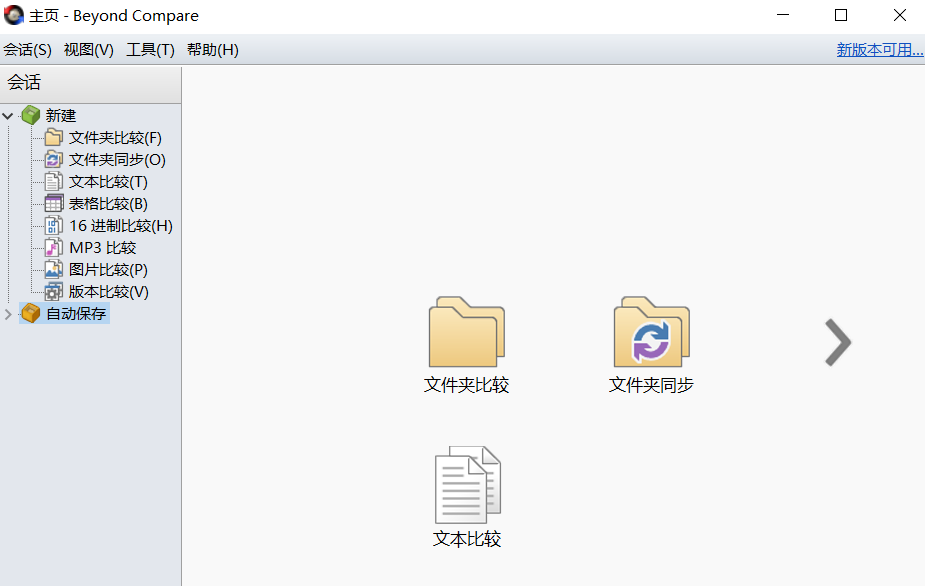 主页 - Beyond Compare
会话(S) 视图(V) 工具(T) 帮助(H) 新版本可用...
会话
新建
文件夹比较(F)
文件夹同步(O)
文本比较(T)
表格比较(B)
16 进制比较(H)
MP3 比较
图片比较(P)
版本比较(V)
自动保存
文件夹比较
文件夹同步
文本比较